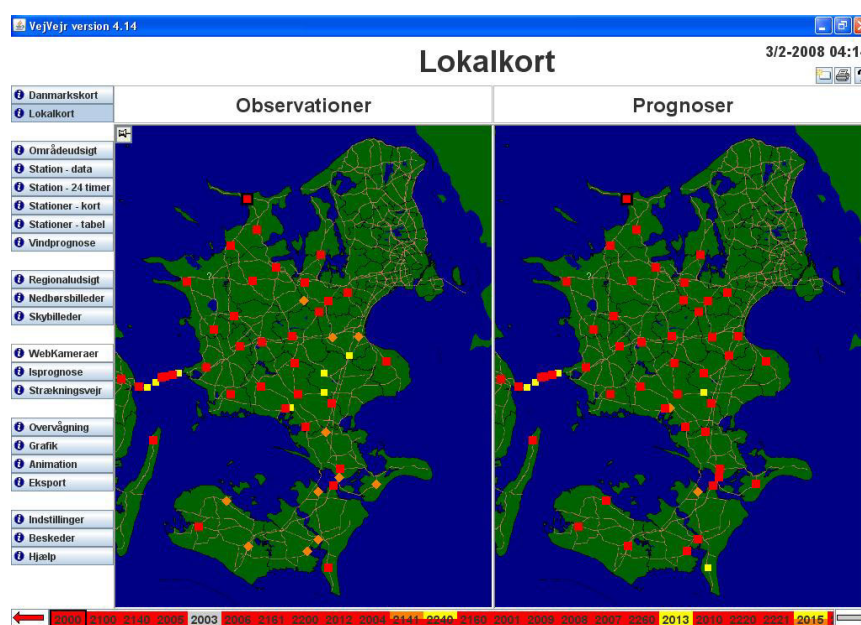 VejVejr version 4.14
Lokalkort
3/2-2008 04:14
Danmarkskort
Lokalkort
Områdeudsigt
Station - data
Station - 24 timer
Stationer - kort
Stationer - tabel
Vindprognose
Regionaludsigt
Nedbørsbilleder
Skybilleder
WebKameraer
Isprognose
Strækningsvejr
Overvågning
Grafik
Animation
Eksport
Indstillinger
Beskeder
Hjælp
Observationer
Prognoser
?
?
2000 2100 2140 2005 2003 2006 2161 2200 2012 2004 2141 2240 2160 2001 2009 2008 2007 2260 2013 2010 2220 2221 2015